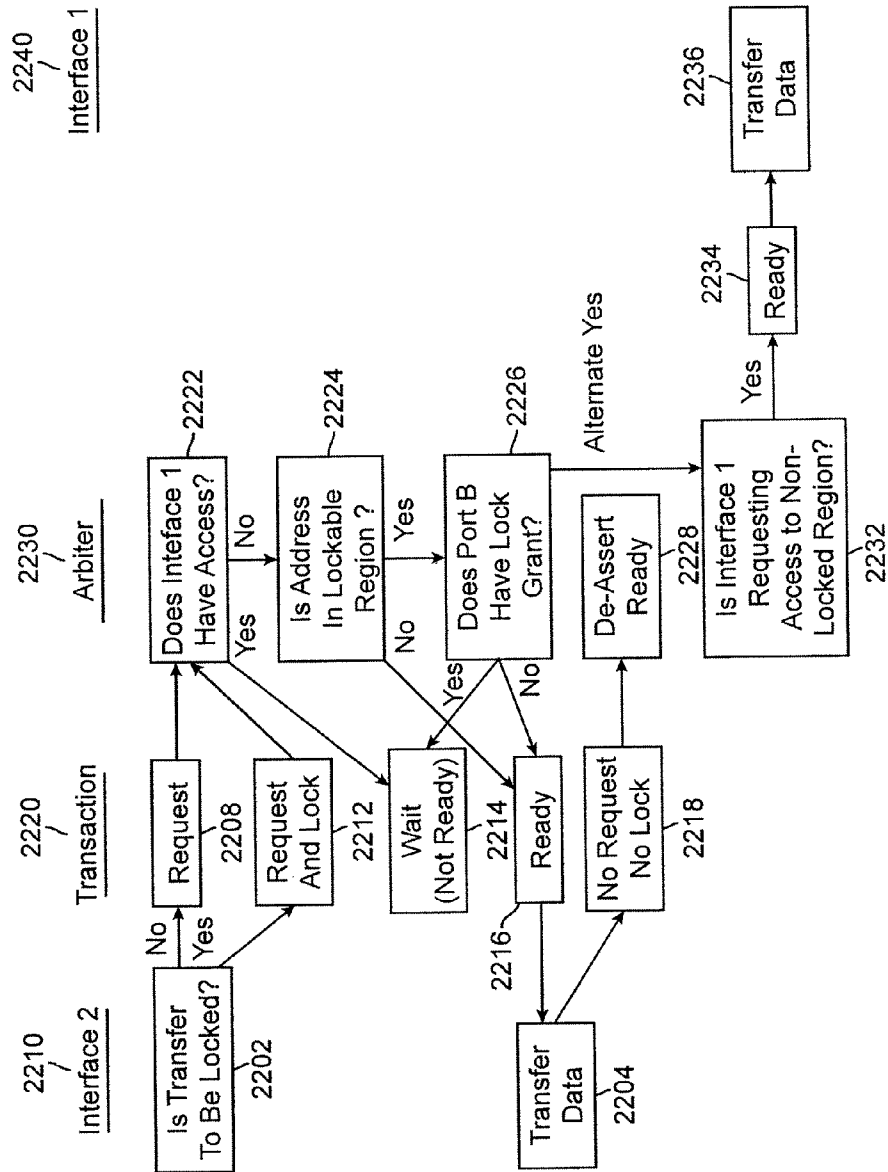 2210
Interface 2
2220
Transaction
2230
Arbiter
2240
Interface 1
Is Transfer
To Be Locked?
2202
No
Yes
Request
2208
Request
And Lock
2212
Does Inteface 1
Have Access?
2222
Yes
No
Is Address
In Lockable
Region ?
2224
No
Yes
Wait
(Not Ready)
2214
Does Port B
Have Lock
Grant?
2226
Yes
No
Alternate Yes
Ready
2216
Transfer
Data
2204
No Request
No Lock
2218
De-Assert
Ready
2228
Is Interface 1
Requesting
Access to Non-
Locked Region?
2232
Yes
Ready
2234
Transfer
Data
2236